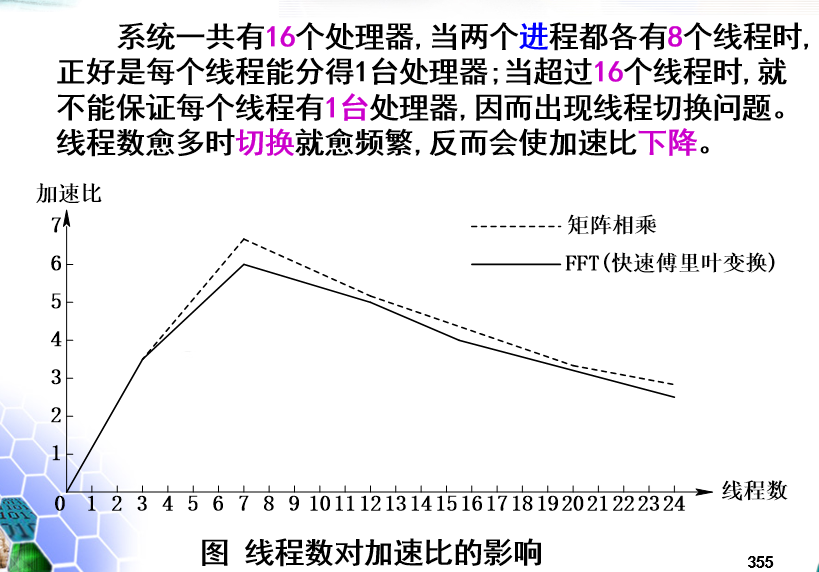 系统一共有16个处理器,当两个进程都各有8个线程时,
正好是每个线程能分得1台处理器;当超过16个线程时,就
不能保证每个线程有1台处理器,因而出现线程切换问题。
线程数愈多时切换就愈频繁,反而会使加速比下降。
加速比
7
矩阵相乘
6
FFT(快速傅里叶变换)
5
4
3
2
1
0 1 2 3 4 5 6 7 8 9 10 11 12 13 14 15 16 17 18 19 20 21 22 23 24
线程数
图 线程数对加速比的影响
355